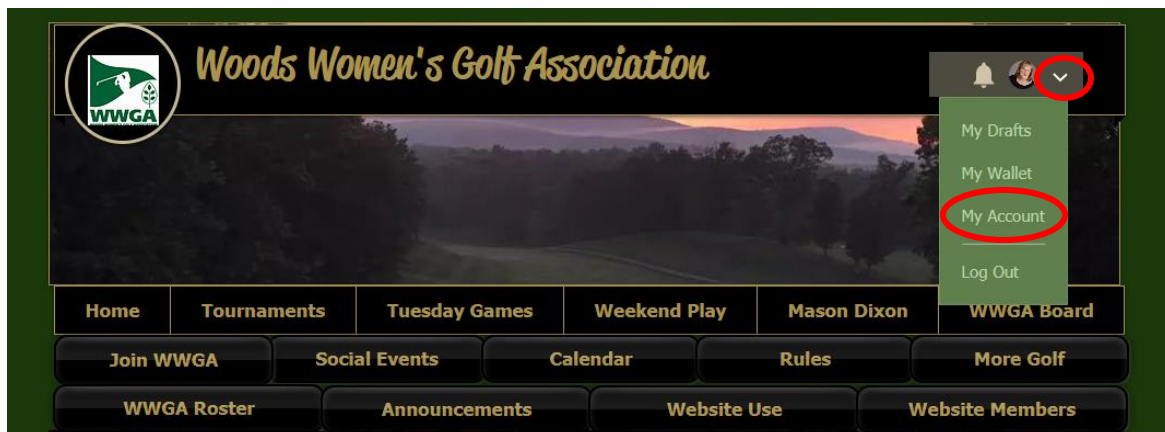 Woods Women's Golf Association
WWGA
My Drafts
My Wallet
My Account
Log Out
Home Tournaments Tuesday Games Weekend Play Mason Dixon WWGA Board
Join WWGA Social Events Calendar Rules More Golf
WWGA Roster Announcements Website Use Website Members